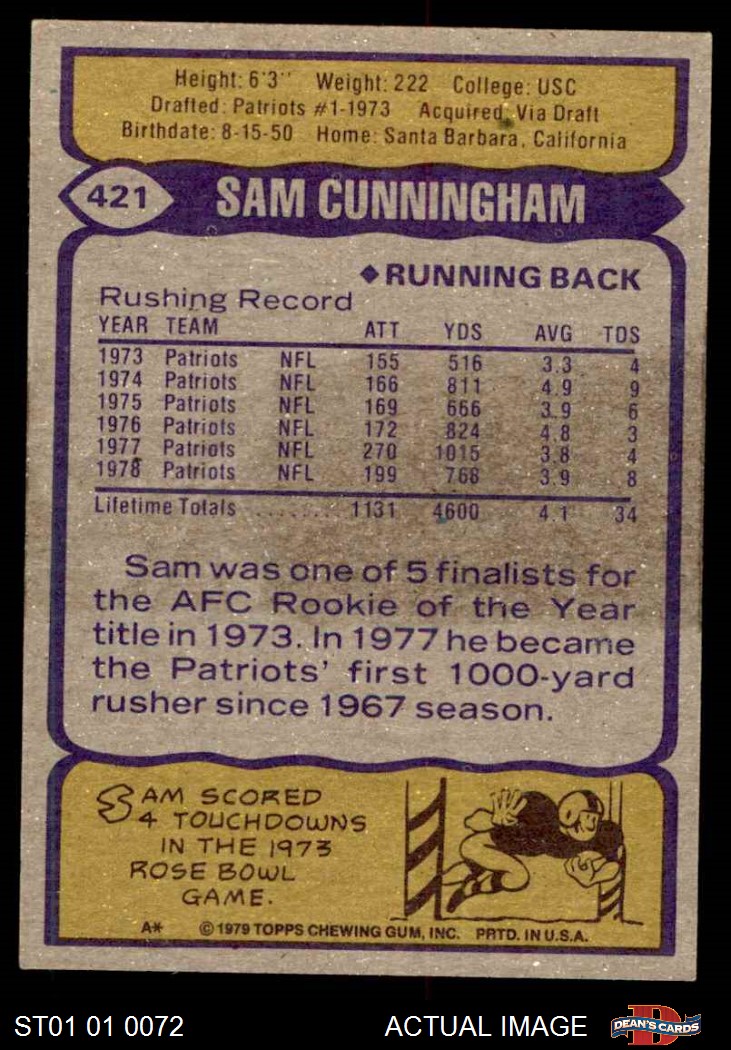 Height: 6'3" Weight: 222 College: USC
Drafted: Patriots #1-1973 Acquired: Via Draft
Birthdate: 8-15-50 Home: Santa Barbara, California
421 SAM CUNNINGHAM
◆RUNNING BACK
Rushing Record
YEAR TEAM ATT YDS AVG TDS
1973 Patriots NFL 155 516 3.3 4
1974 Patriots NFL 166 811 4.9 9
1975 Patriots NFL 169 666 3.9 6
1976 Patriots NFL 172 824 4.8 3
1977 Patriots NFL 270 1015 3.8 4
1978 Patriots NFL 199 768 3.9 8
Lifetime Totals ........ 1131 4600 4.1 34
Sam was one of 5 finalists for
the AFC Rookie of the Year
title in 1973. In 1977 he became
the Patriots' first 1000-yard
rusher since 1967 season.
SAM SCORED
4 TOUCHDOWNS
IN THE 1973
ROSE BOWL
GAME.
A* ©1979 TOPPS CHEWING GUM, INC. PRTD. IN U.S.A.
ST01 01 0072 ACTUAL IMAGE D DEAN'S CARDS